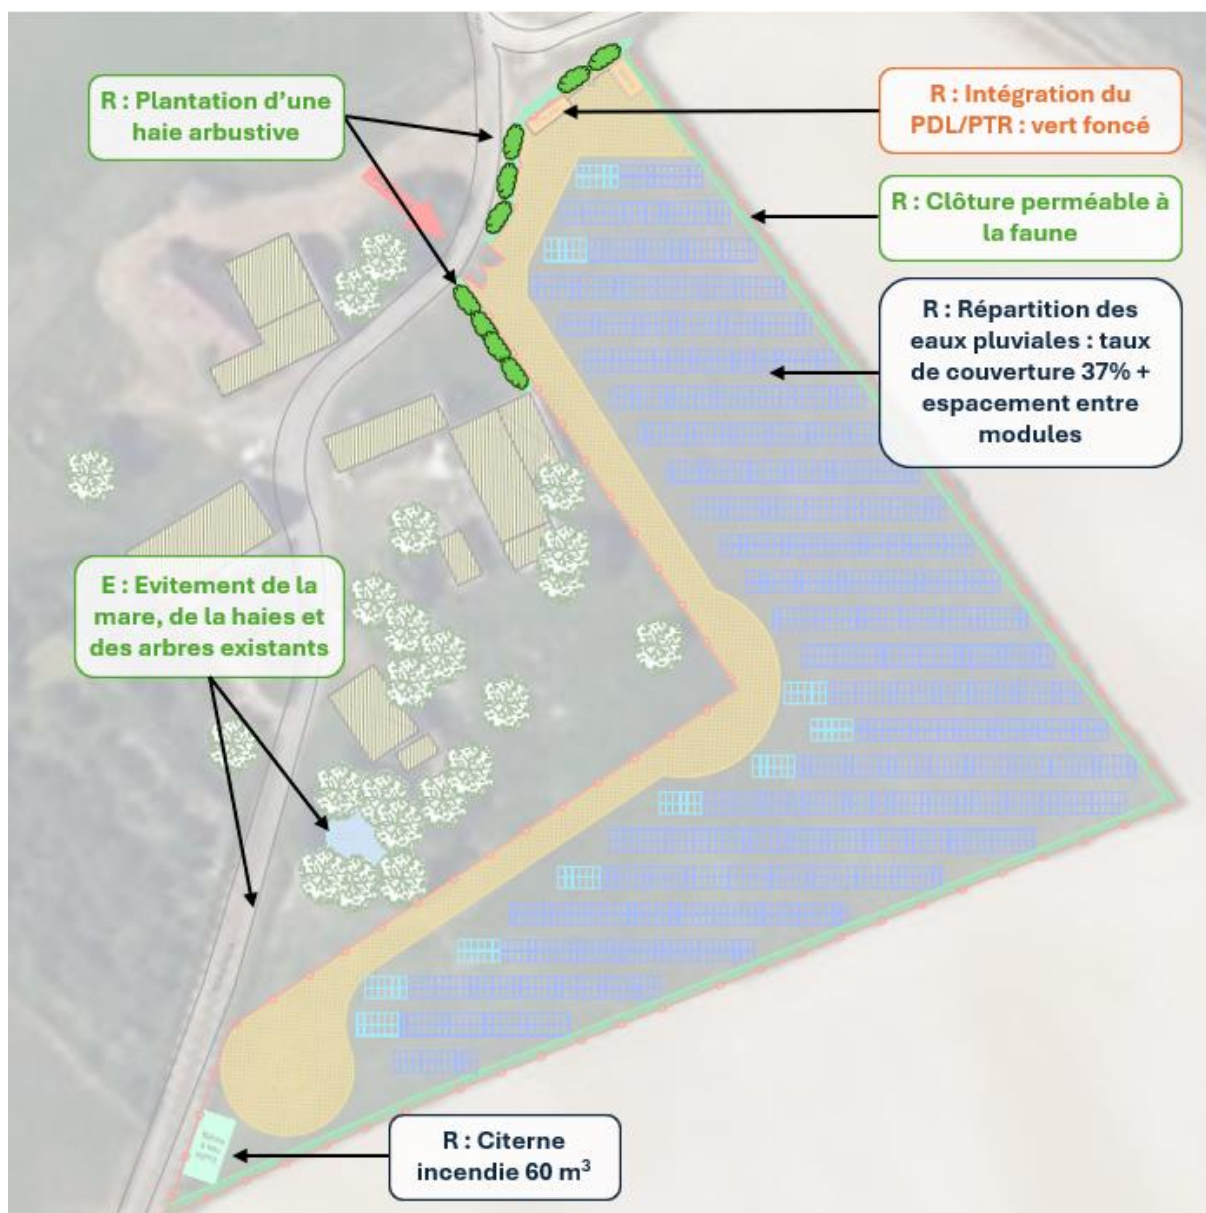 R : Plantation d'une
haie arbustive
R : Intégration du
PDL/PTR : vert foncé
R : Clôture perméable à
la faune
R : Répartition des
eaux pluviales : taux
de couverture 37% +
espacement entre
modules
E : Evitement de la
mare, de la haies et
des arbres existants
R : Citerne
incendie 60 m³